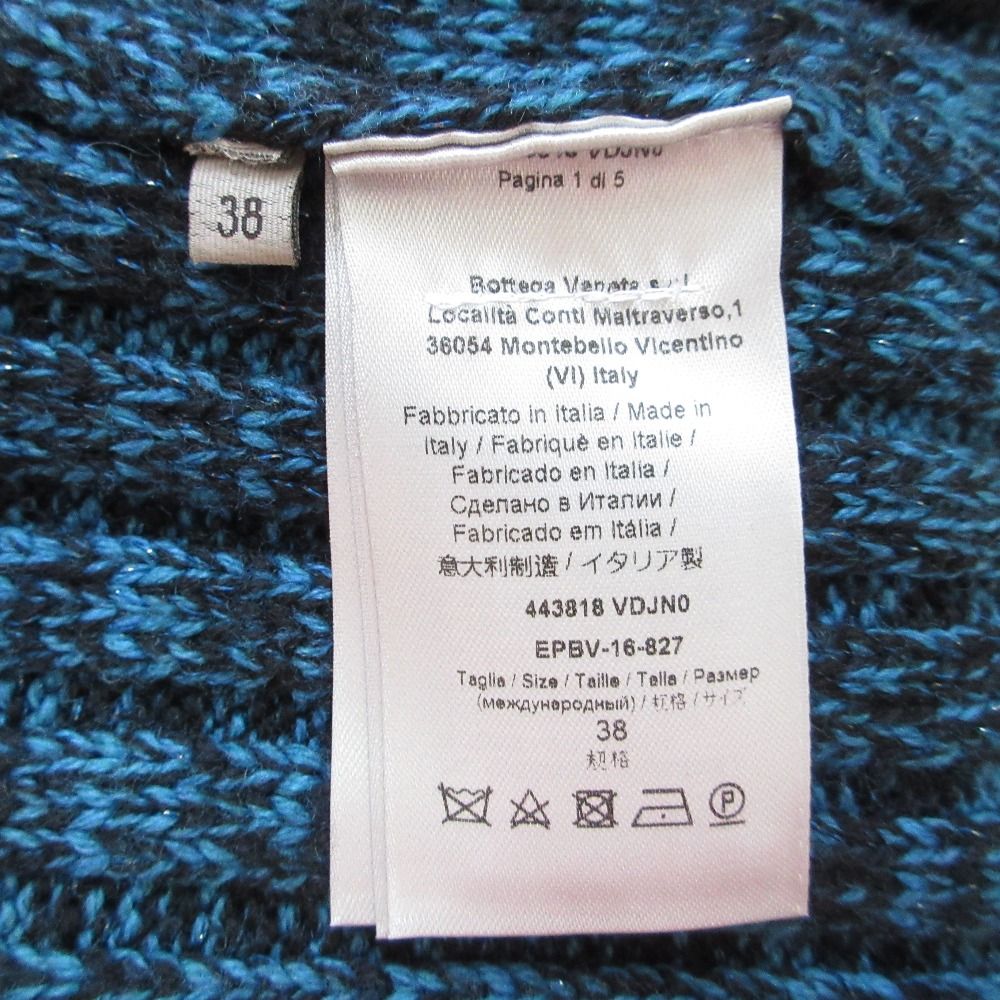 38
VDJN0
Pagina 1 di 5
Bottega Veneta s.r.l
Località Conti Maltraverso,1
36054 Montebello Vicentino
(VI) Italy
Fabbricato in Italia / Made in
Italy / Fabriqué en Italie /
Fabricado en Italia /
Сделано в Италии /
Fabricado em Itália /
意大利制造 / イタリア製
443818 VDJN0
EPBV-16-827
Taglia / Size / Taille / Talla / Размер
(международный) / 规格 / サイズ
38
规格
P